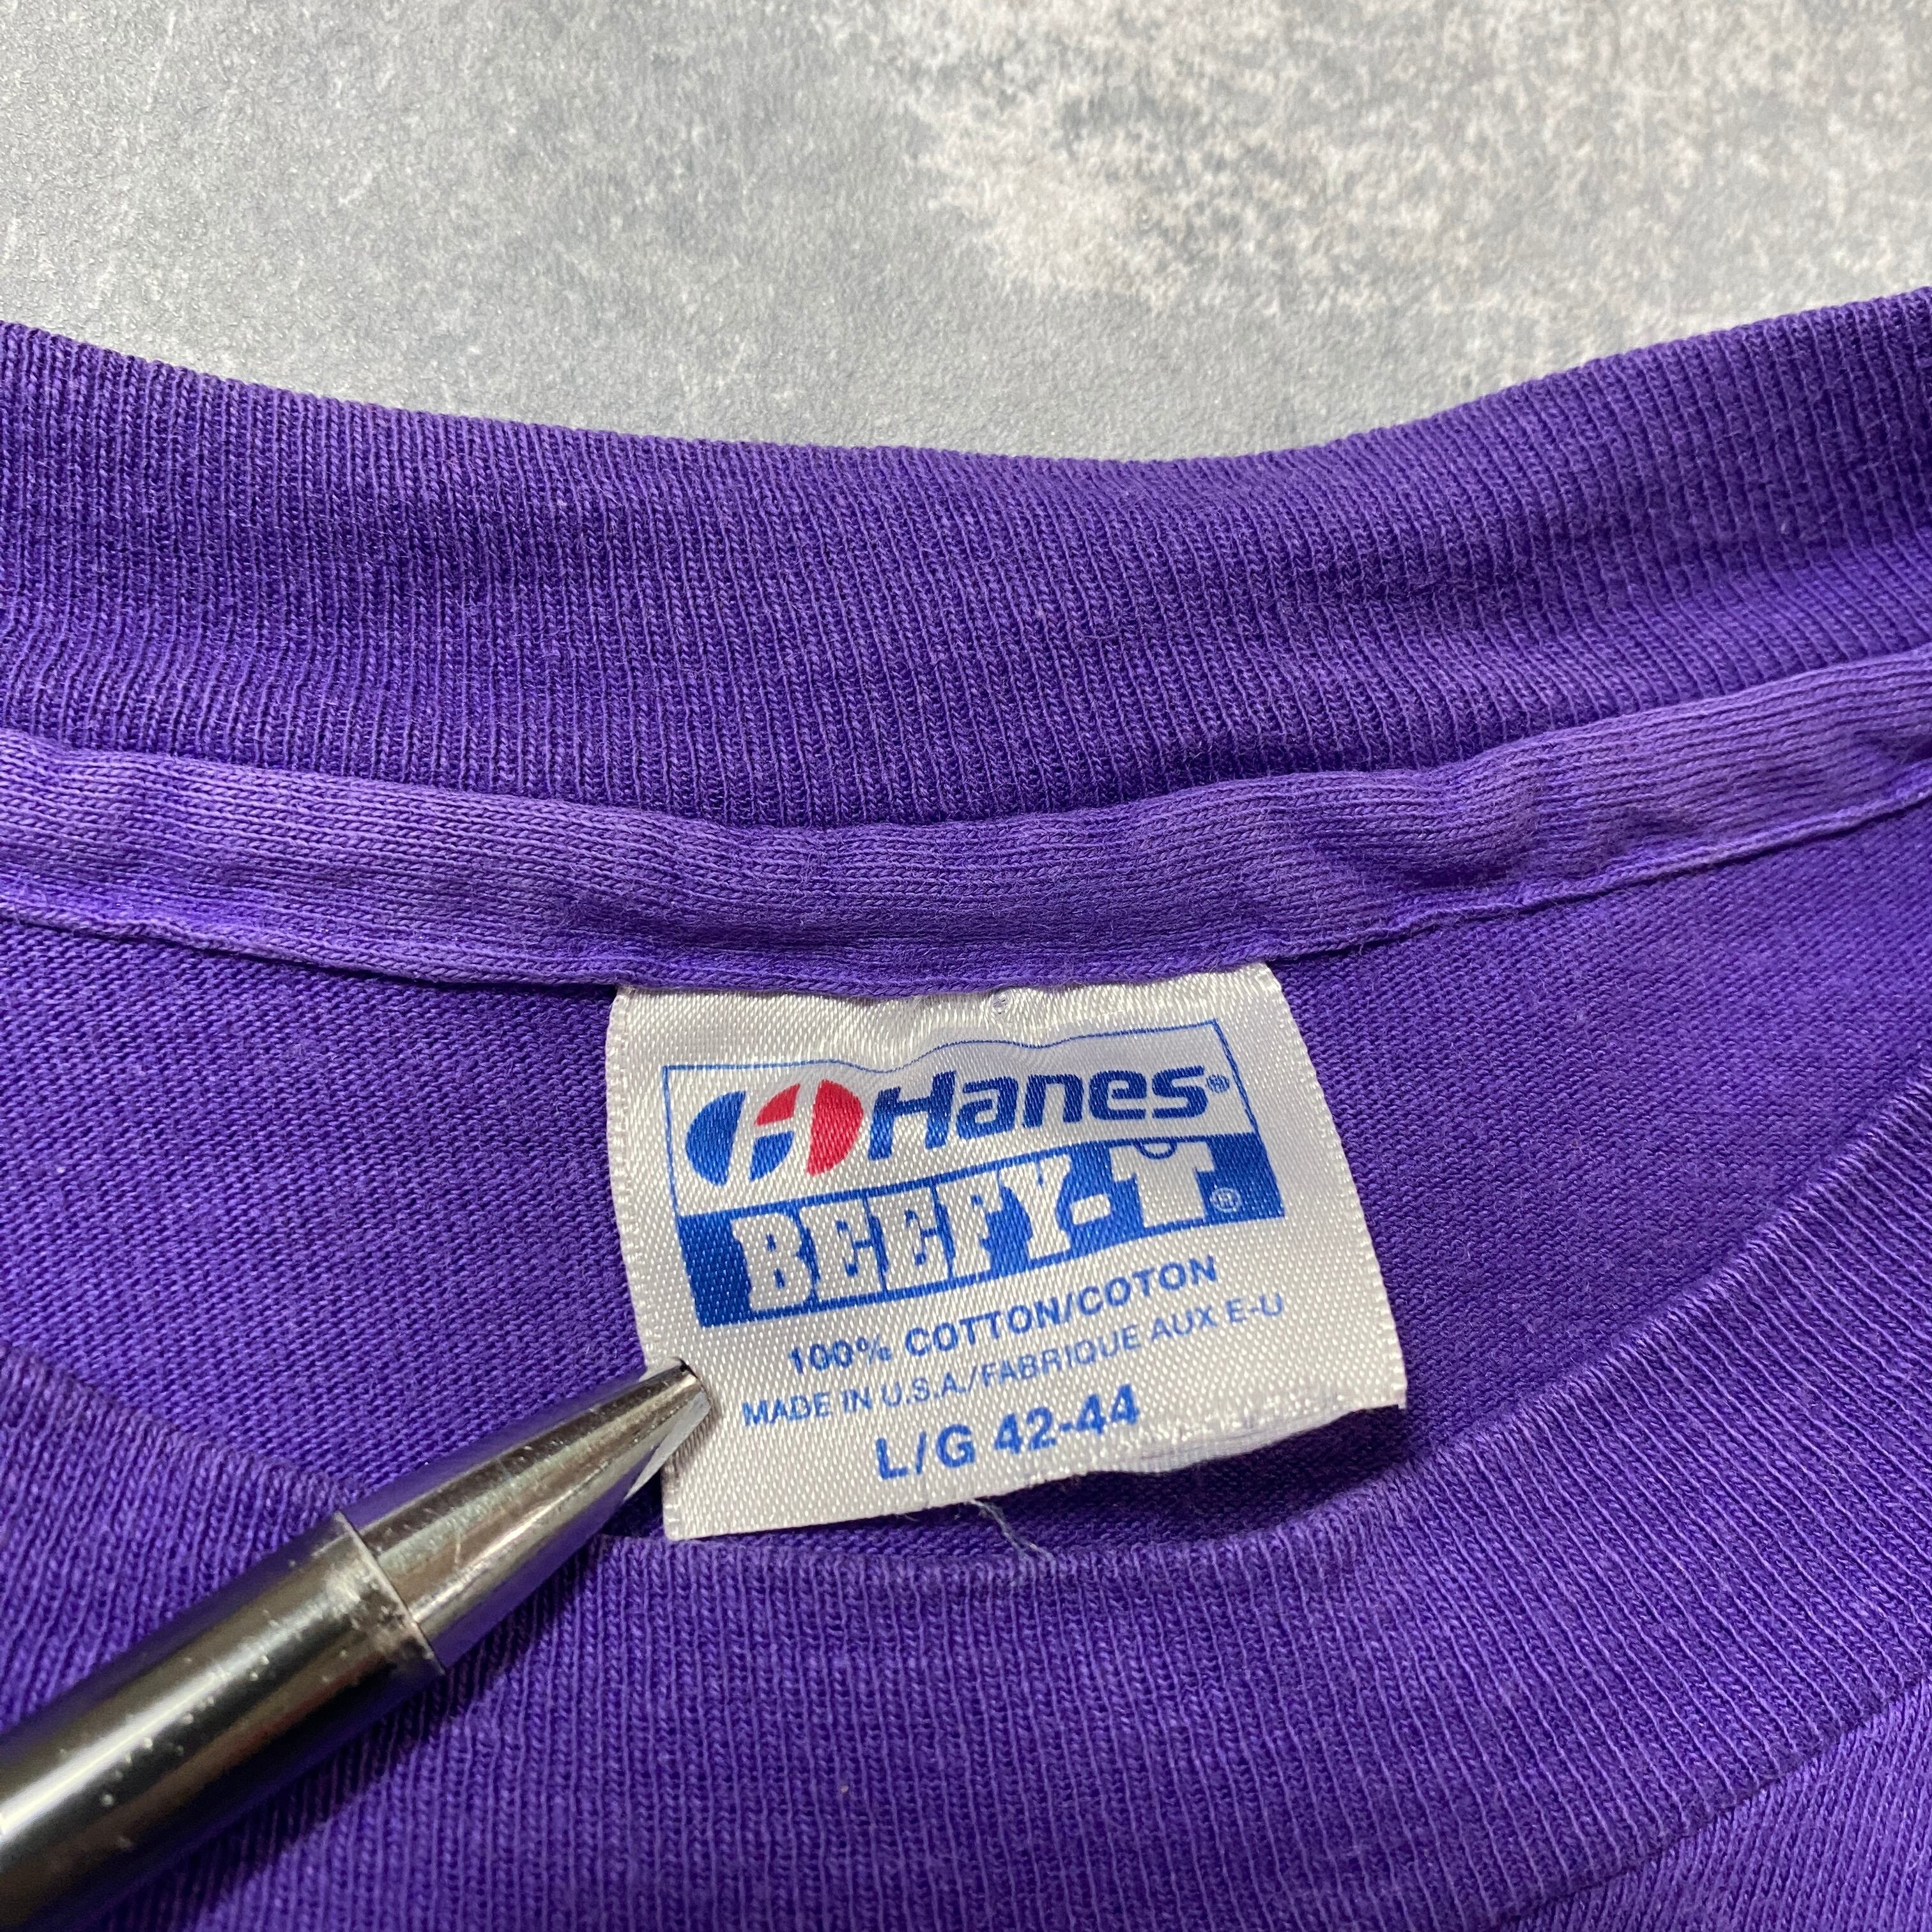 Hanes®
BEEFY-T®
100% COTTON/COTON
MADE IN U.S.A./FABRIQUE AUX E-U
L/G 42-44